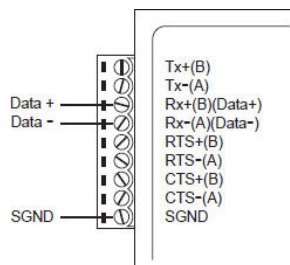 Tx+(B)
Tx-(A)
Data + Rx+(B)(Data+)
Data - Rx-(A)(Data-)
RTS+(B)
RTS-(A)
CTS+(B)
CTS-(A)
SGND SGND